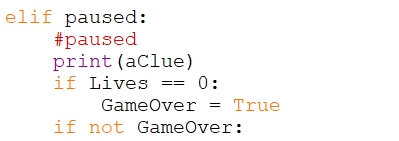 elif paused:
    #paused
    print(aClue)
    if Lives == 0:
        GameOver = True
    if not GameOver: